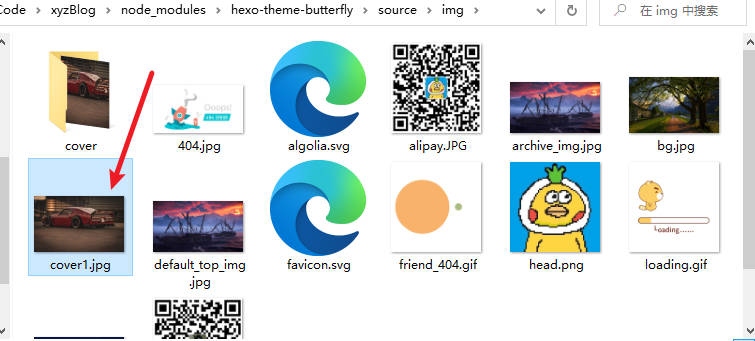 Code > xyzBlog > node_modules > hexo-theme-butterfly > source > img >
在 img 中搜索
Ooops!
cover
404.jpg
algolia.svg
alipay.JPG
archive_img.jpg
bg.jpg
Loading......
cover1.jpg
default_top_img
.jpg
favicon.svg
friend_404.gif
head.png
loading.gif